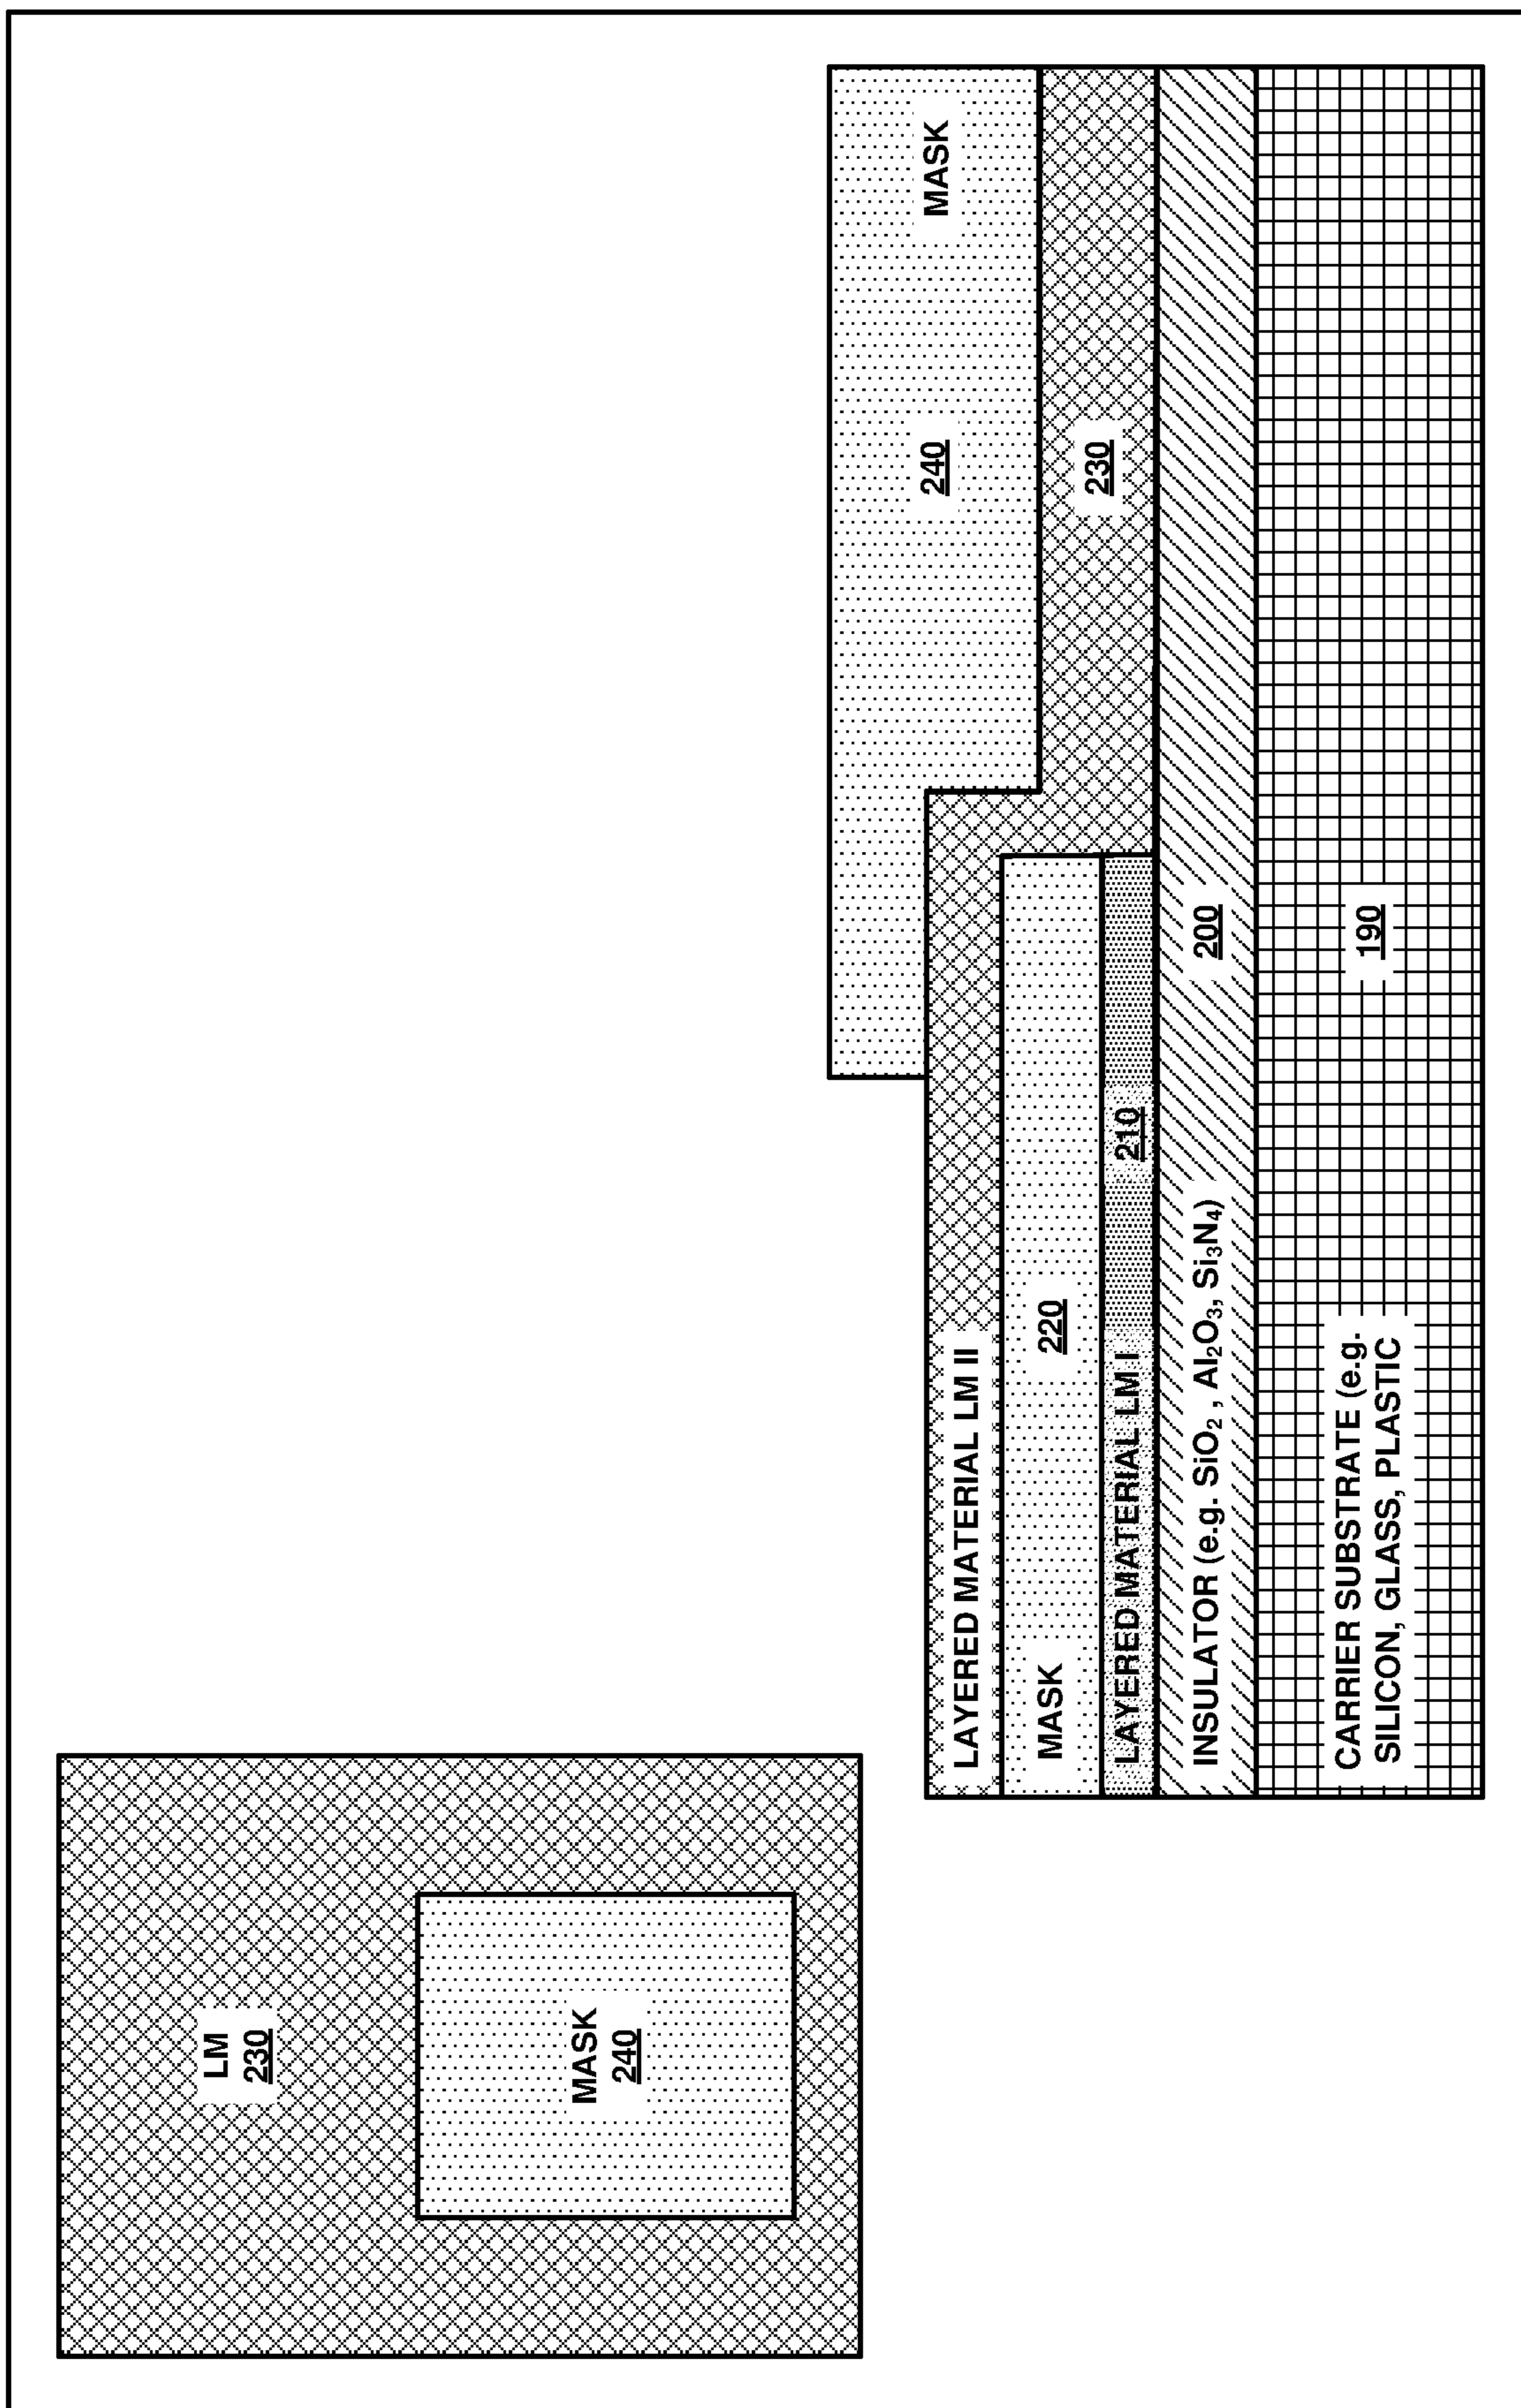 LM
230
MASK
240
MASK
240
230
LAYERED MATERIAL LM II
MASK
220
LAYERED MATERIAL LM I
210
INSULATOR (e.g. SiO₂ , Al₂O₃, Si₃N₄)
200
CARRIER SUBSTRATE (e.g.
SILICON, GLASS, PLASTIC
190